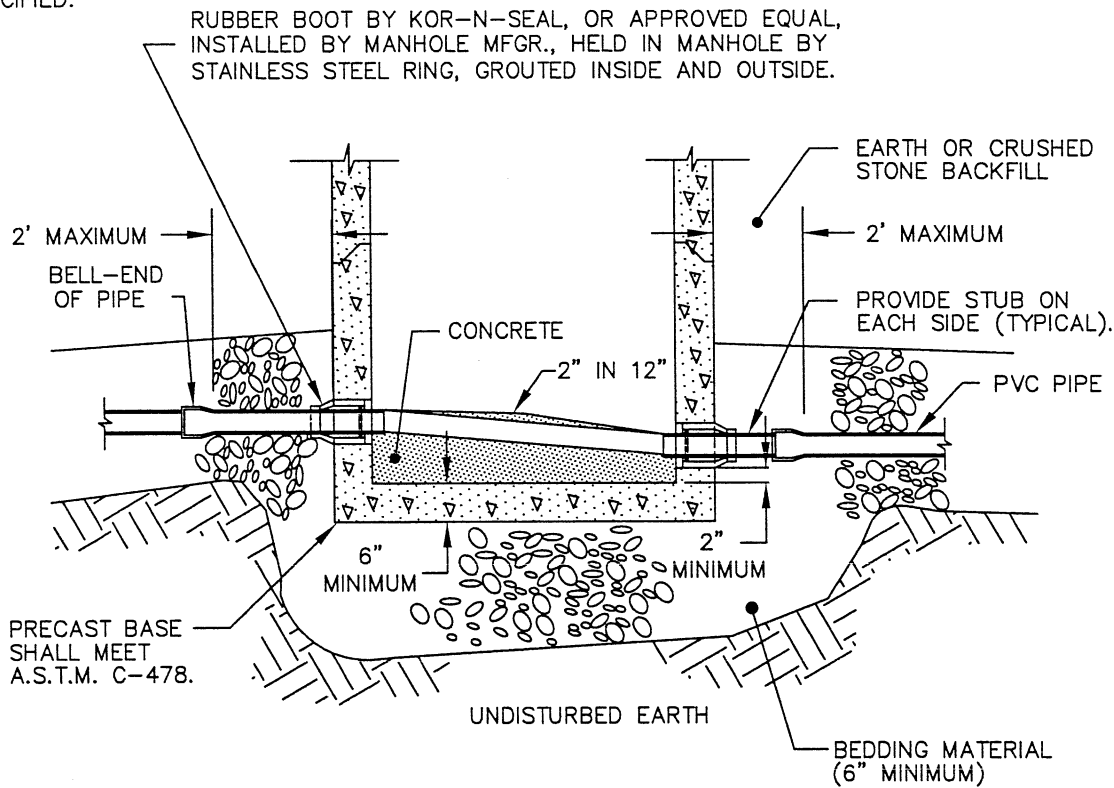 RUBBER BOOT BY KOR-N-SEAL, OR APPROVED EQUAL,
INSTALLED BY MANHOLE MFGR., HELD IN MANHOLE BY
STAINLESS STEEL RING, GROUTED INSIDE AND OUTSIDE.
EARTH OR CRUSHED
STONE BACKFILL
2' MAXIMUM
2' MAXIMUM
BELL-END
OF PIPE
CONCRETE
PROVIDE STUB ON
EACH SIDE (TYPICAL).
2" IN 12"
PVC PIPE
6"
MINIMUM
2"
MINIMUM
PRECAST BASE
SHALL MEET
A.S.T.M. C-478.
UNDISTURBED EARTH
BEDDING MATERIAL
(6" MINIMUM)